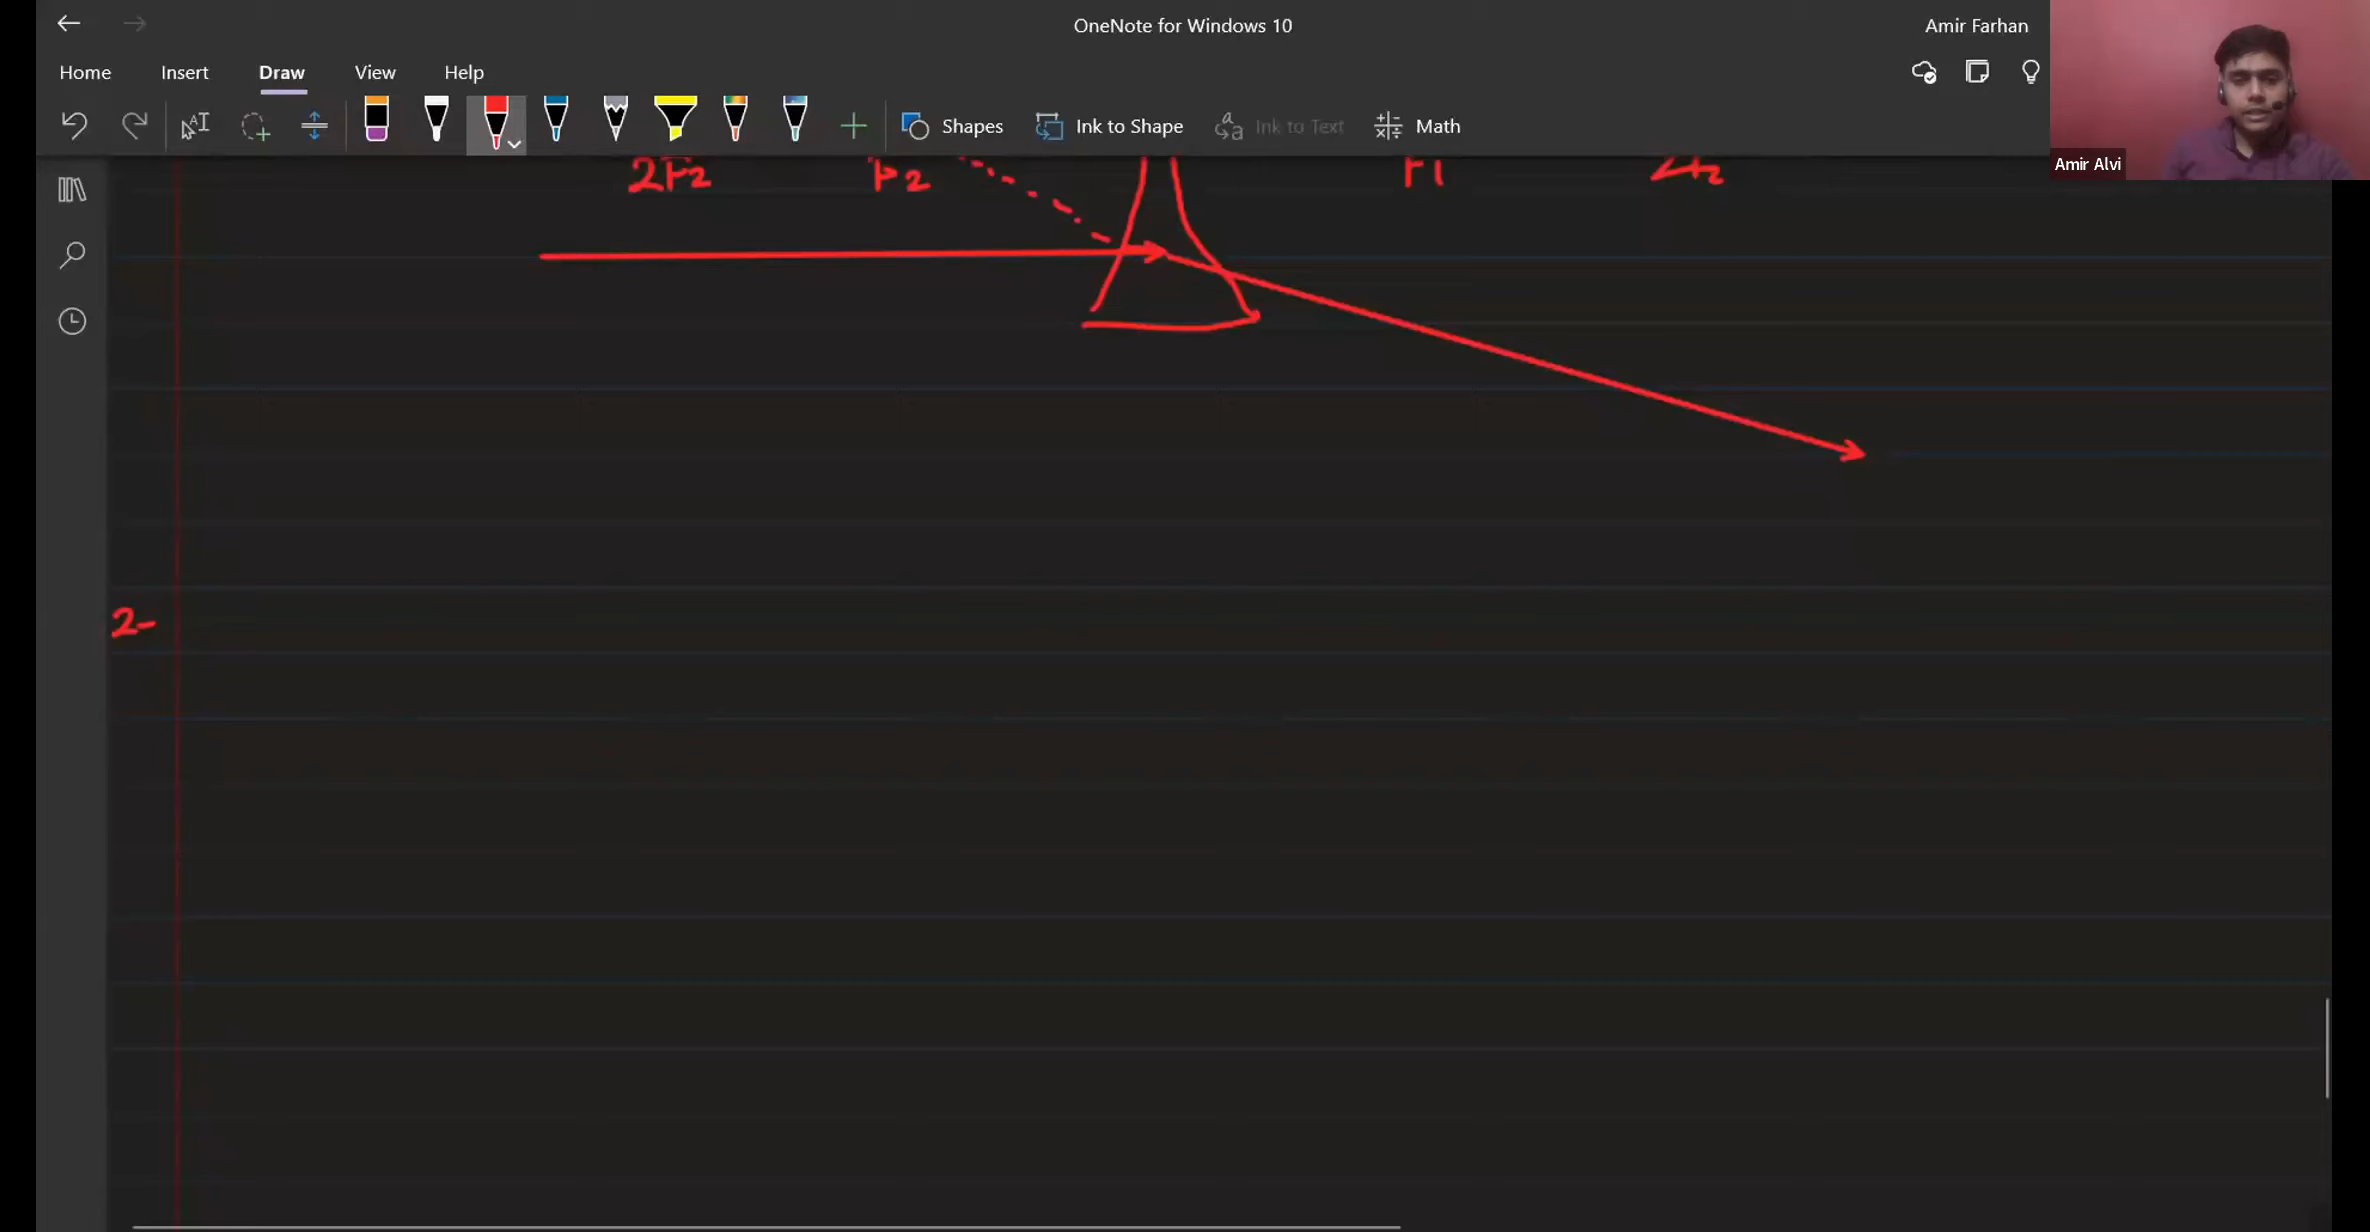 OneNote for Windows 10
Amir Farhan
Home Insert Draw View Help
Shapes Ink to Shape Ink to Text Math
Amir Alvi
2F2 F2 F1
2-